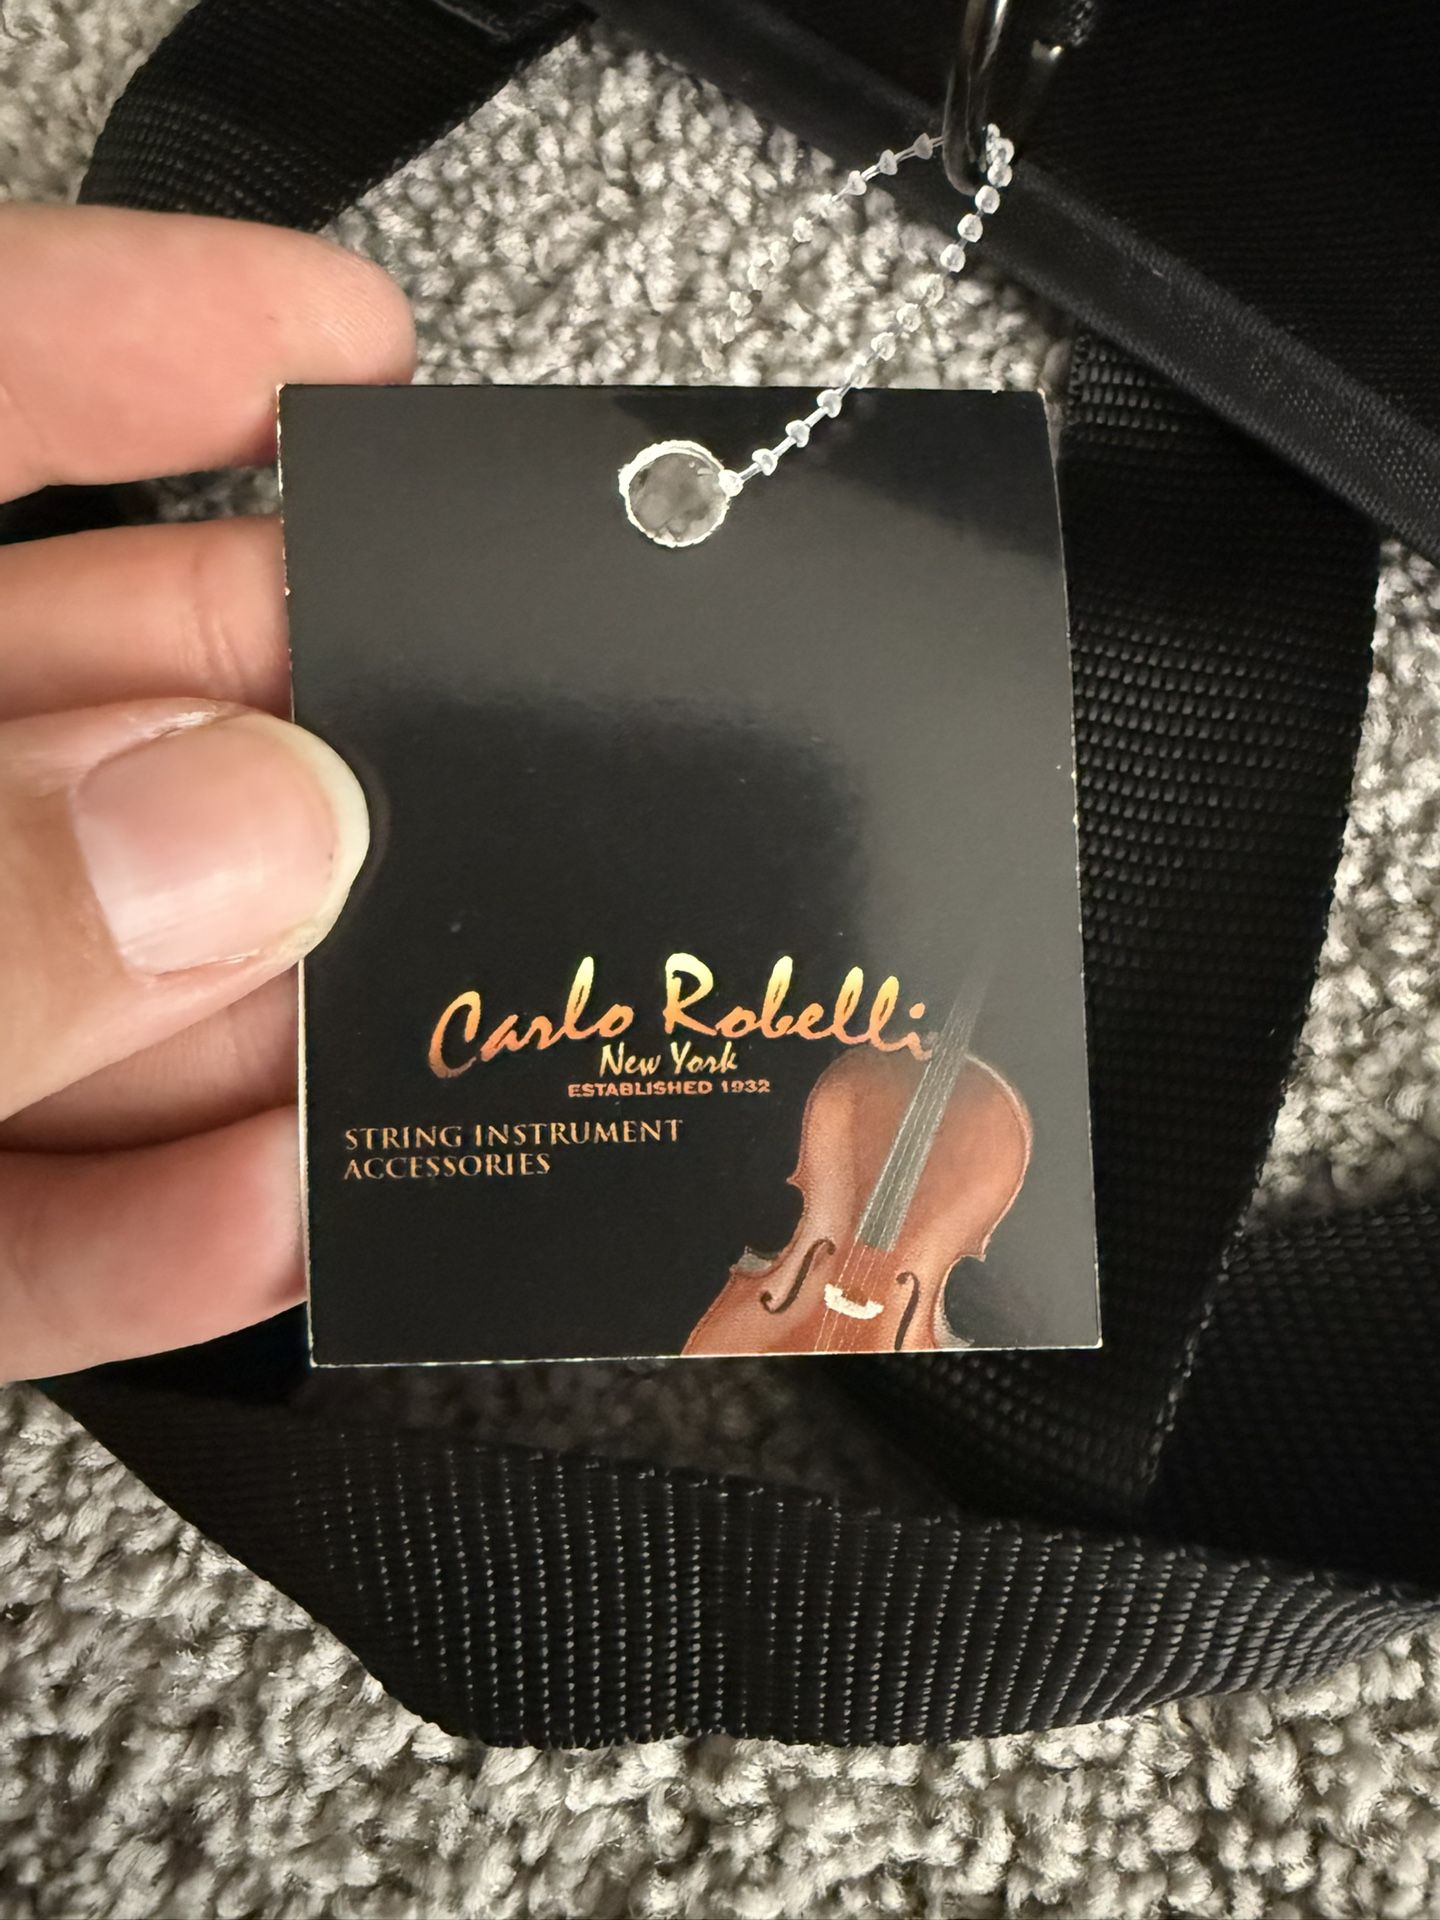 Carlo Robelli
New York
ESTABLISHED 1932
STRING INSTRUMENT
ACCESSORIES